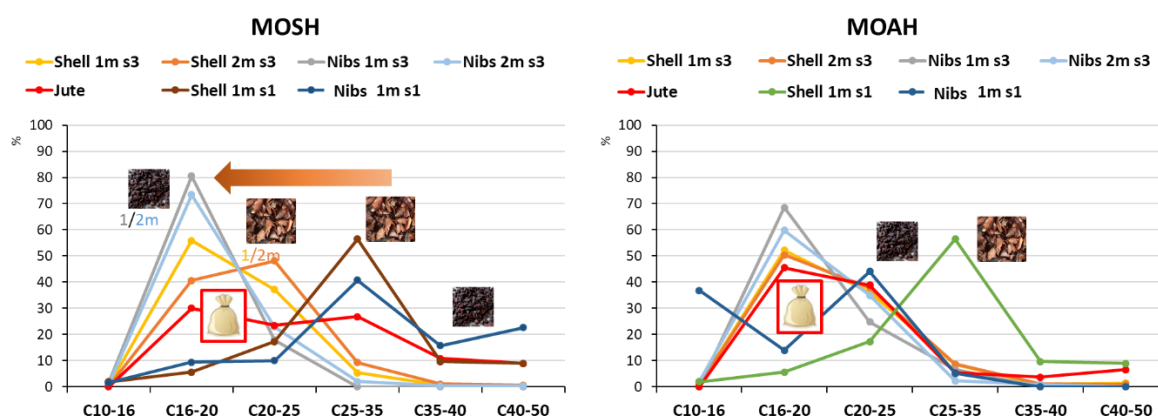 MOSH
Shell 1m s3 Shell 2m s3 Nibs 1m s3 Nibs 2m s3
Jute Shell 1m s1 Nibs 1m s1
%
100
90
80
70
60
50
40
30
20
10
0
1/2m
1/2m
C10-16 C16-20 C20-25 C25-35 C35-40 C40-50
MOAH
Shell 1m s3 Shell 2m s3 Nibs 1m s3 Nibs 2m s3
Jute Shell 1m s1 Nibs 1m s1
%
100
90
80
70
60
50
40
30
20
10
0
C10-16 C16-20 C20-25 C25-35 C35-40 C40-50